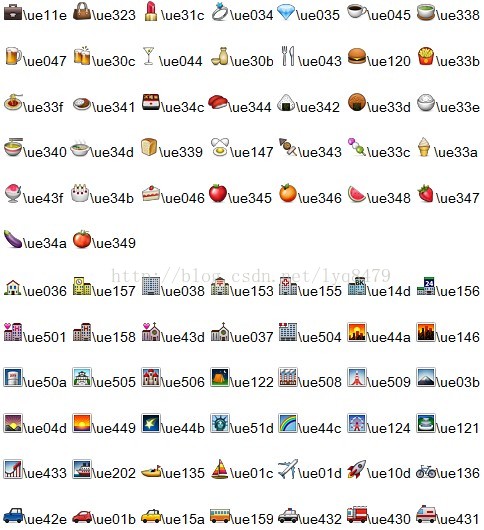 \ue11e \ue323 \ue31c \ue034 \ue035 \ue045 \ue338
\ue047 \ue30c \ue044 \ue30b \ue043 \ue120 \ue33b
\ue33f \ue341 \ue34c \ue344 \ue342 \ue33d \ue33e
\ue340 \ue34d \ue339 \ue147 \ue343 \ue33c \ue33a
\ue43f \ue34b \ue046 \ue345 \ue346 \ue348 \ue347
\ue34a \ue349
http://blog.csdn.net/lyq8479
\ue036 \ue157 \ue038 \ue153 \ue155 \ue14d \ue156
\ue501 \ue158 \ue43d \ue037 \ue504 \ue44a \ue146
\ue50a \ue505 \ue506 \ue122 \ue508 \ue509 \ue03b
\ue04d \ue449 \ue44b \ue51d \ue44c \ue124 \ue121
\ue433 \ue202 \ue135 \ue01c \ue01d \ue10d \ue136
\ue42e \ue01b \ue15a \ue159 \ue432 \ue430 \ue431